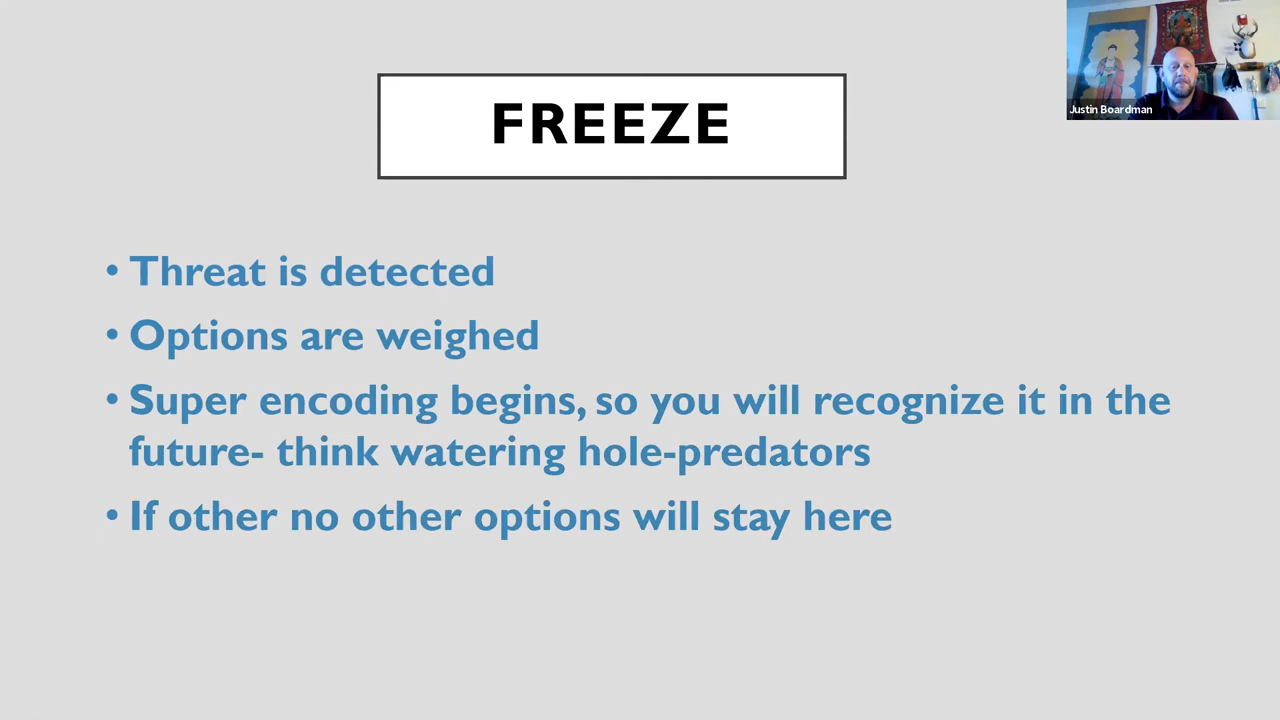 FREEZE
Justin Boardman
• Threat is detected
• Options are weighed
• Super encoding begins, so you will recognize it in the
future- think watering hole-predators
• If other no other options will stay here